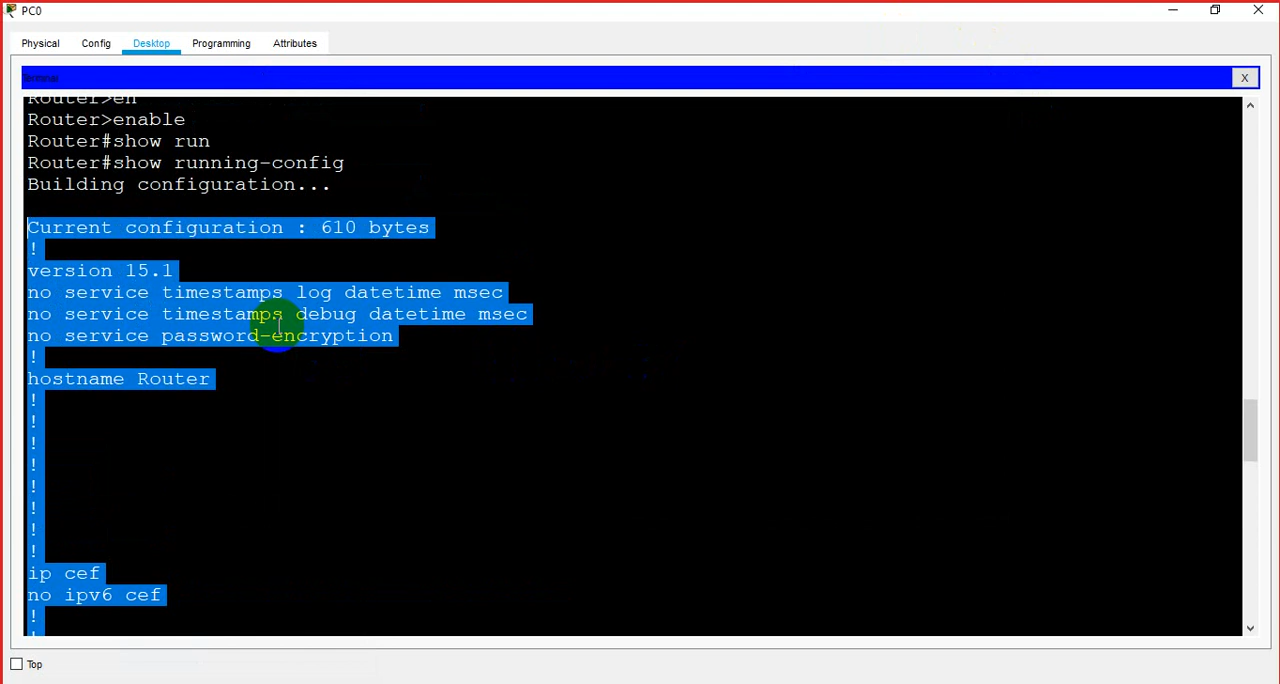 PC0
Physical Config Desktop Programming Attributes
Terminal
X
Router>en
Router>enable
Router#show run
Router#show running-config
Building configuration...
Current configuration : 610 bytes
!
version 15.1
no service timestamps log datetime msec
no service timestamps debug datetime msec
no service password-encryption
!
hostname Router
!
!
!
!
!
!
!
!
ip cef
no ipv6 cef
!
!
Top